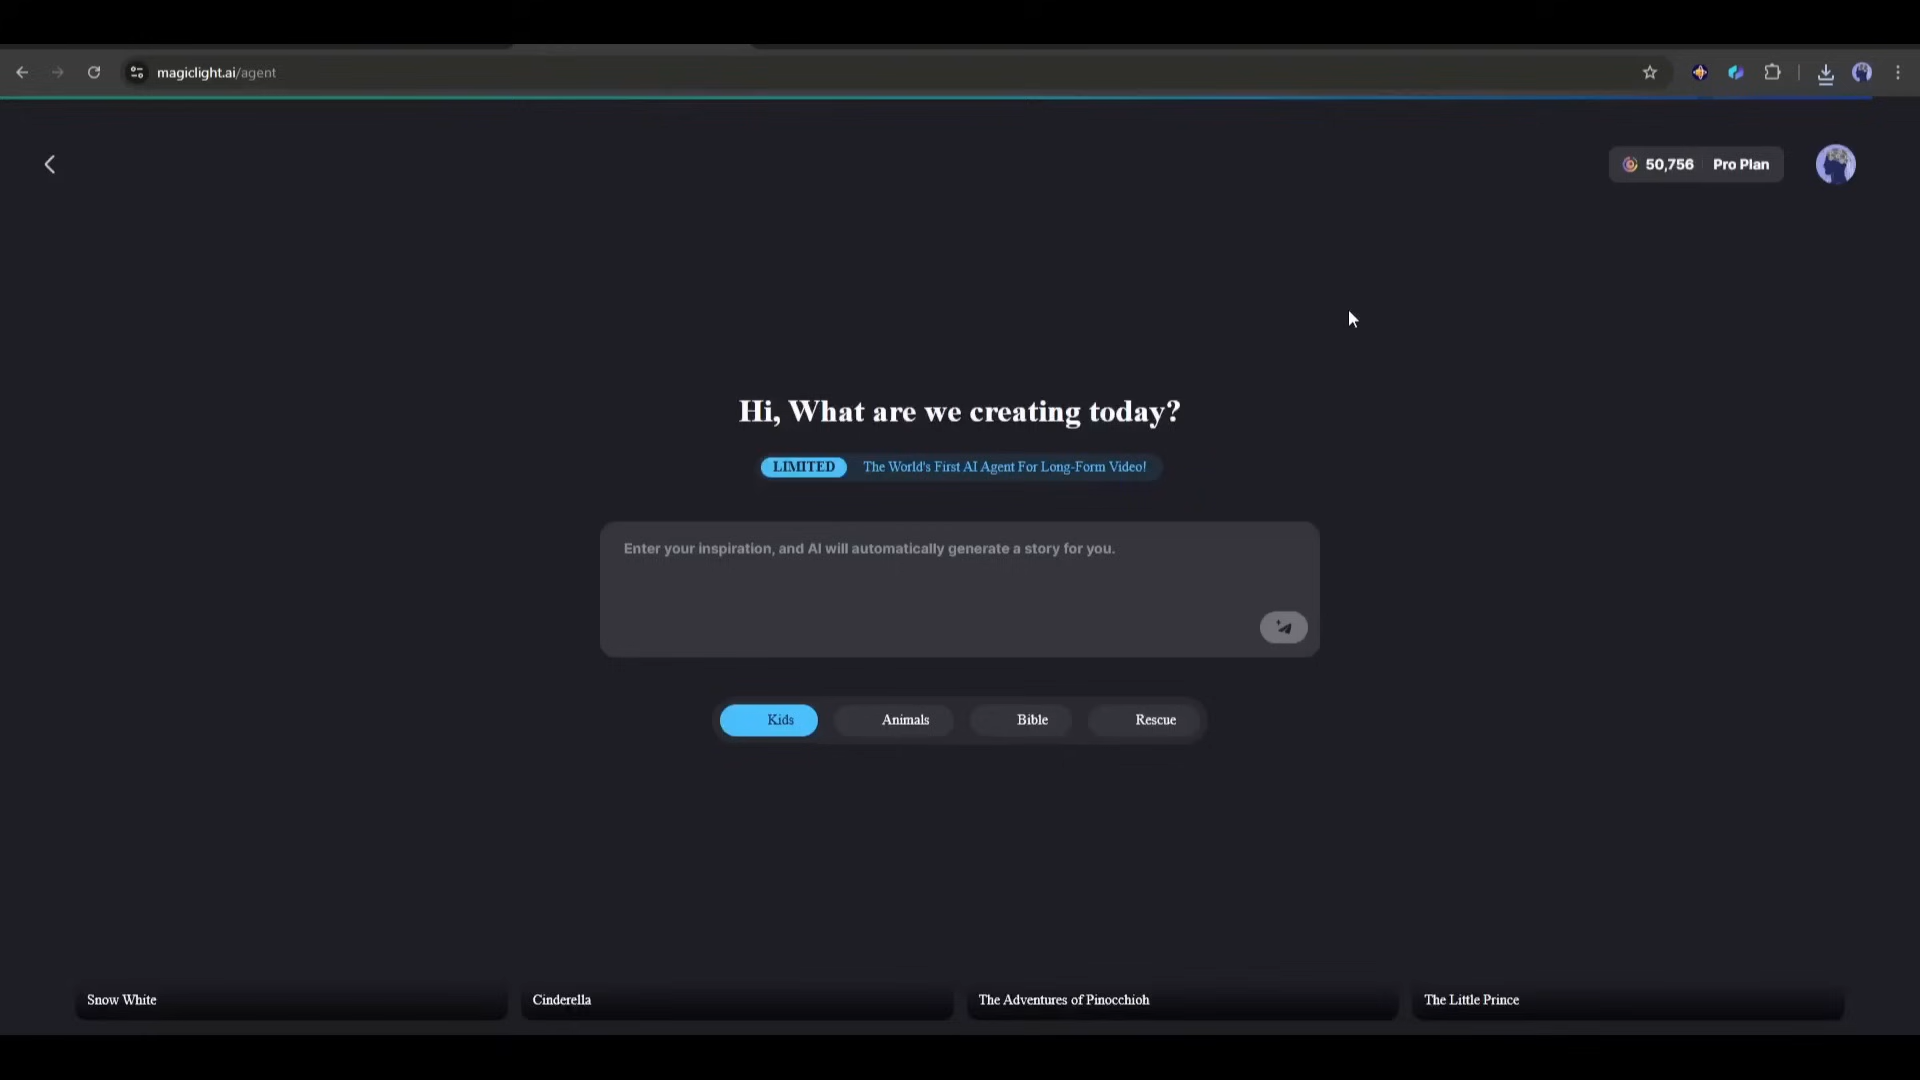 magiclight.ai/agent
50,756 Pro Plan
Hi, What are we creating today?
LIMITED The World's First AI Agent For Long-Form Video!
Enter your inspiration, and AI will automatically generate a story for you.
Kids Animals Bible Rescue
Snow White Cinderella The Adventures of Pinocchioh The Little Prince